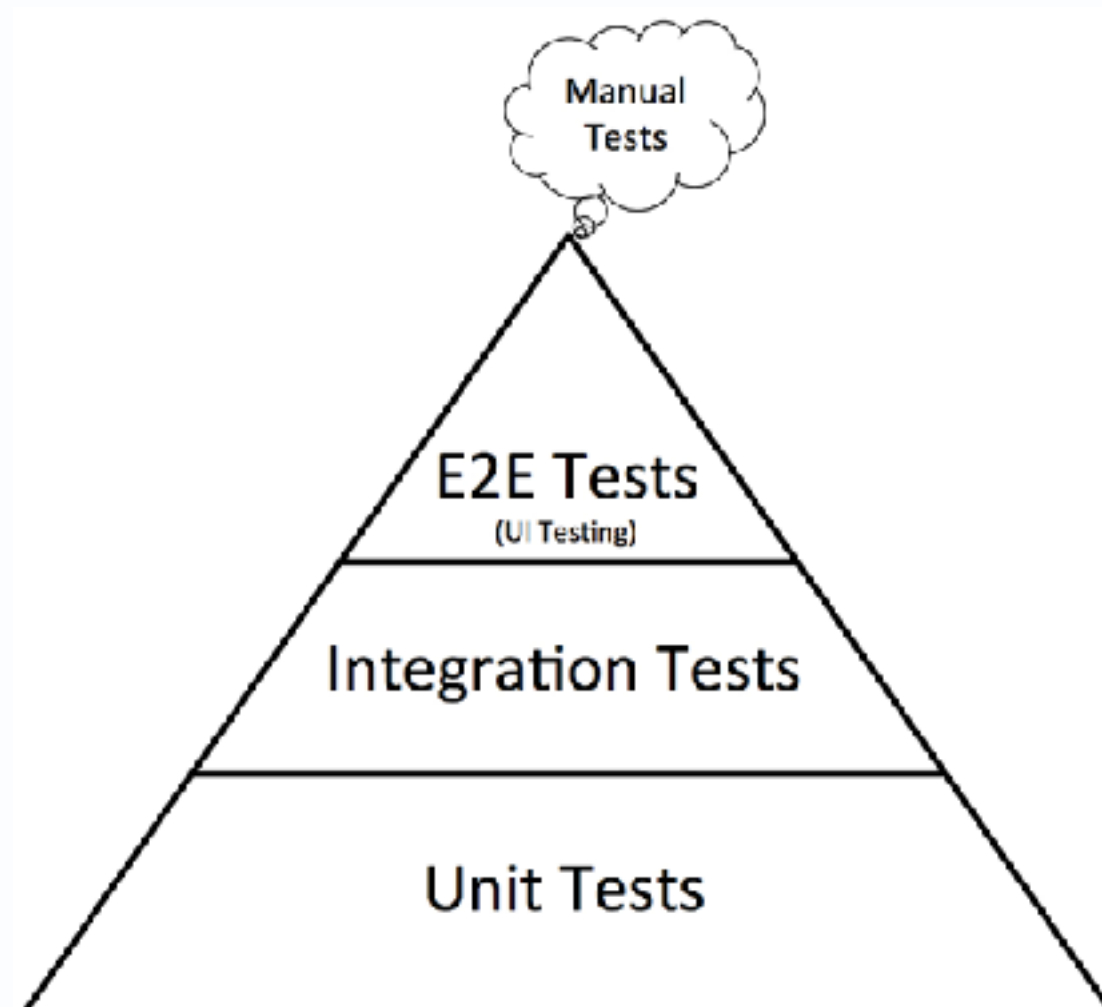 Manual
Tests
E2E Tests
(UI Testing)
Integration Tests
Unit Tests